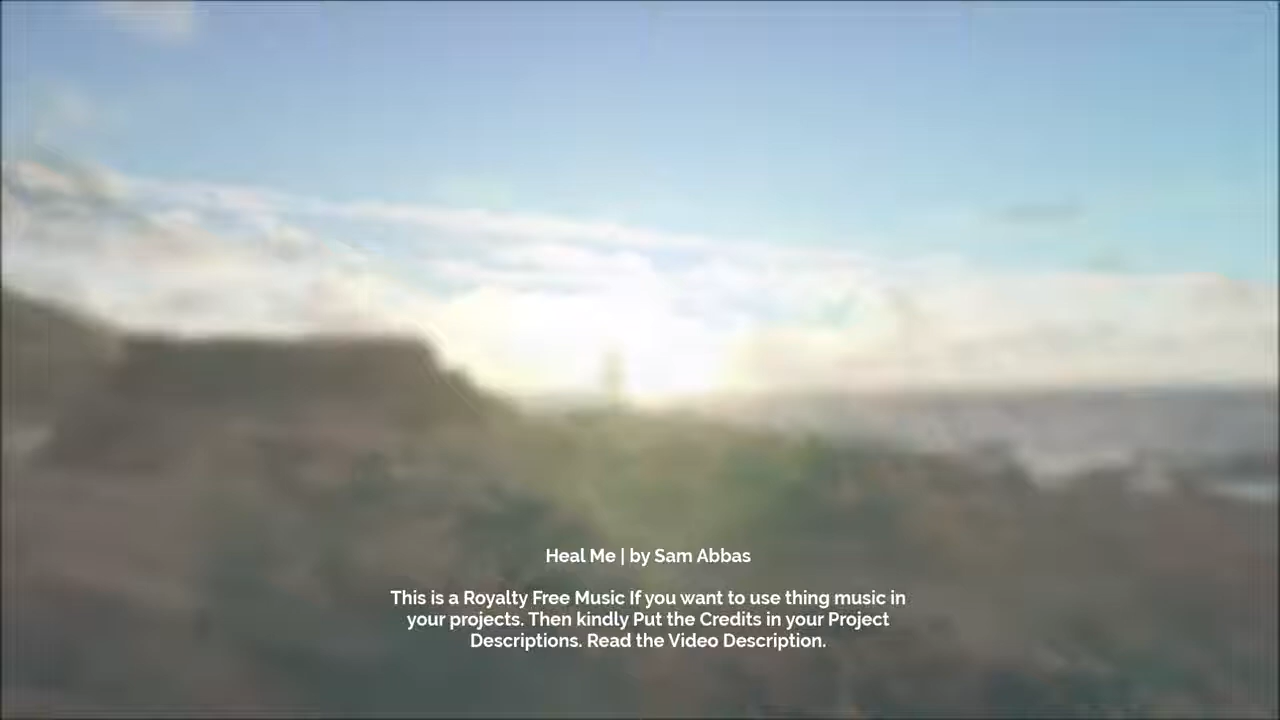 Heal Me | by Sam Abbas
This is a Royalty Free Music If you want to use thing music in
your projects. Then kindly Put the Credits in your Project
Descriptions. Read the Video Description.